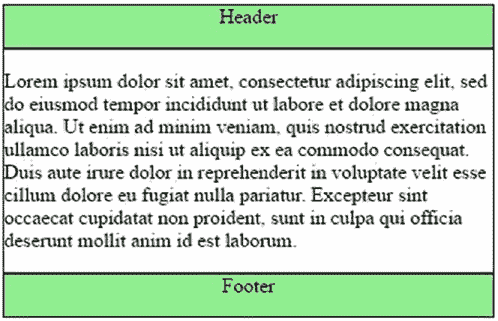 Header
Lorem ipsum dolor sit amet, consectetur adipiscing elit, sed
do eiusmod tempor incididunt ut labore et dolore magna
aliqua. Ut enim ad minim veniam, quis nostrud exercitation
ullamco laboris nisi ut aliquip ex ea commodo consequat.
Duis aute irure dolor in reprehenderit in voluptate velit esse
cillum dolore eu fugiat nulla pariatur. Excepteur sint
occaecat cupidatat non proident, sunt in culpa qui officia
deserunt mollit anim id est laborum.
Footer